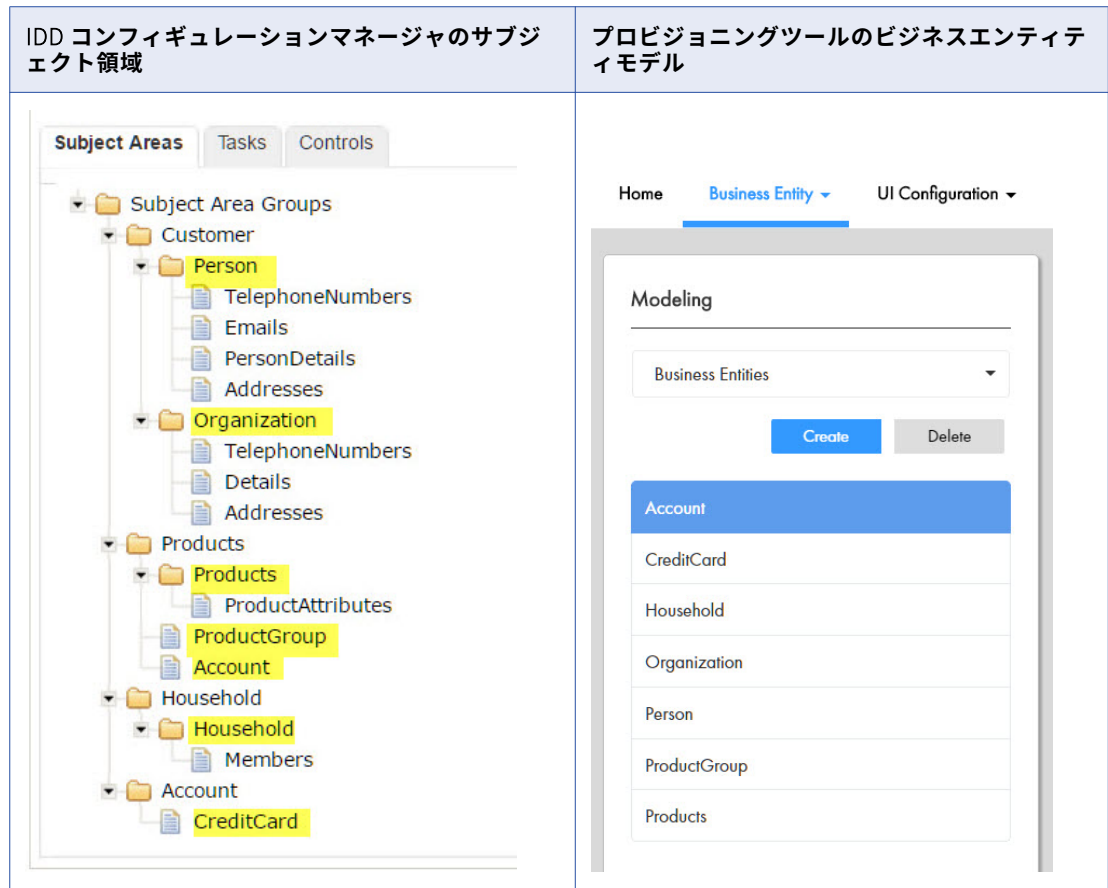 IDD コンフィギュレーションマネージャのサブジ
ェクト領域
プロビジョニングツールのビジネスエンティテ
ィモデル
Subject Areas Tasks Controls
Subject Area Groups
Customer
Person
TelephoneNumbers
Emails
PersonDetails
Addresses
Organization
TelephoneNumbers
Details
Addresses
Products
Products
ProductAttributes
ProductGroup
Account
Household
Household
Members
Account
CreditCard
Home Business Entity UI Configuration
Modeling
Business Entities
Create Delete
Account
CreditCard
Household
Organization
Person
ProductGroup
Products